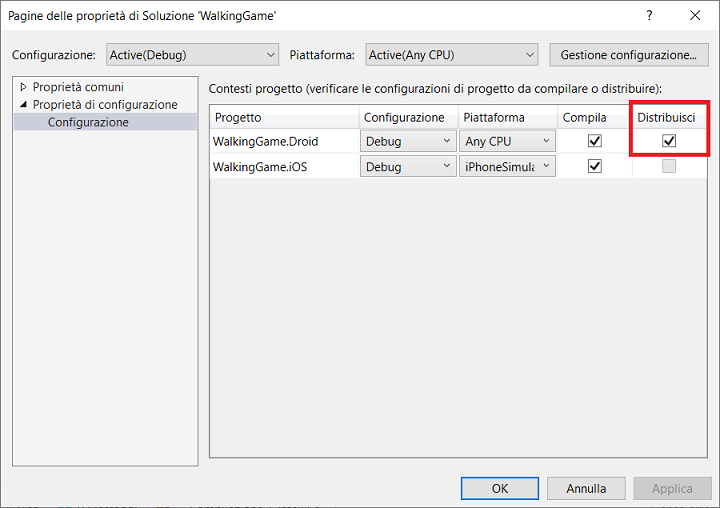 Pagine delle proprietà di Soluzione 'WalkingGame'
?
Configurazione: Active(Debug) Piattaforma: Active(Any CPU) Gestione configurazione...
Proprietà comuni
Proprietà di configurazione
Configurazione
Contesti progetto (verificare le configurazioni di progetto da compilare o distribuire):
Progetto Configurazione Piattaforma Compila Distribuisci
WalkingGame.Droid Debug Any CPU
WalkingGame.iOS Debug iPhoneSimula
OK Annulla Applica